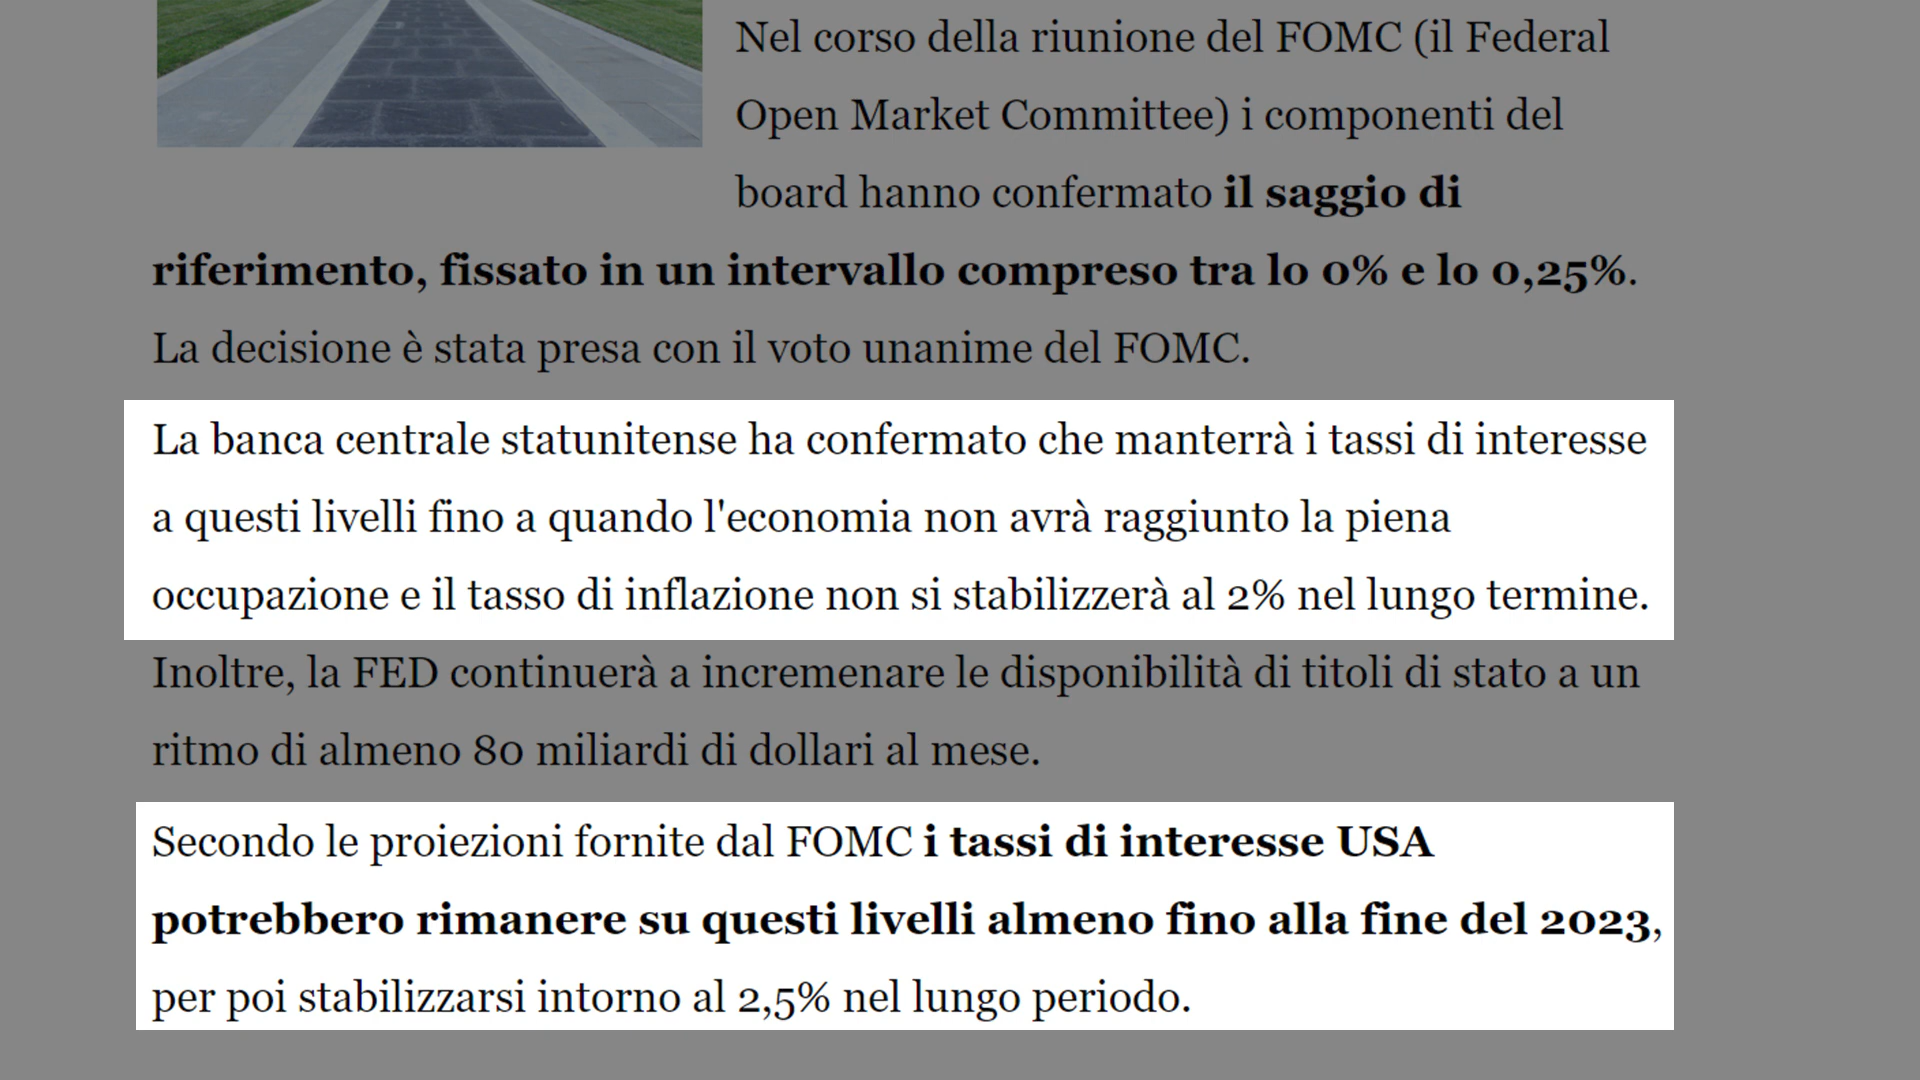 Nel corso della riunione del FOMC (il Federal
Open Market Committee) i componenti del
board hanno confermato il saggio di
riferimento, fissato in un intervallo compreso tra lo 0% e lo 0,25%.
La decisione è stata presa con il voto unanime del FOMC.
La banca centrale statunitense ha confermato che manterrà i tassi di interesse
a questi livelli fino a quando l'economia non avrà raggiunto la piena
occupazione e il tasso di inflazione non si stabilizzerà al 2% nel lungo termine.
Inoltre, la FED continuerà a incremenare le disponibilità di titoli di stato a un
ritmo di almeno 80 miliardi di dollari al mese.
Secondo le proiezioni fornite dal FOMC i tassi di interesse USA
potrebbero rimanere su questi livelli almeno fino alla fine del 2023,
per poi stabilizzarsi intorno al 2,5% nel lungo periodo.